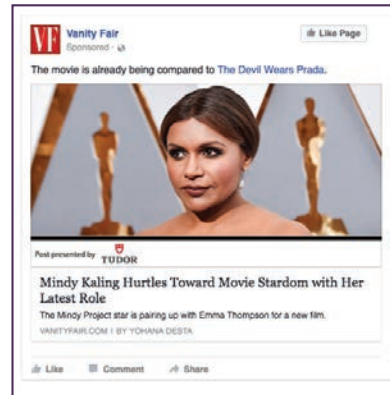 VF
Vanity Fair
Sponsored ·
Like Page
The movie is already being compared to The Devil Wears Prada.
Post presented by TUDOR
Mindy Kaling Hurtles Toward Movie Stardom with Her
Latest Role
The Mindy Project star is pairing up with Emma Thompson for a new film.
VANITYFAIR.COM | BY YOHANA DESTA
Like Comment Share